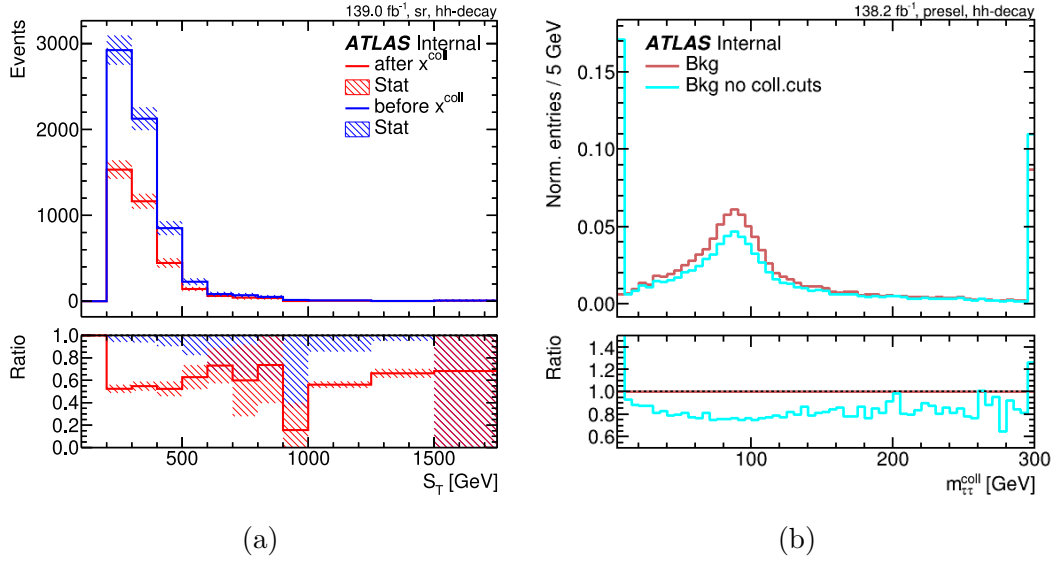 139.0 fb⁻¹, sr, hh-decay
Events
ATLAS Internal
after x^coll
Stat
before x^coll
Stat
3000
2000
1000
0
Ratio
1.0
0.8
0.6
0.4
0.2
0.0
500
1000
1500
S_T [GeV]
(a)
138.2 fb⁻¹, presel, hh-decay
Norm. entries / 5 GeV
ATLAS Internal
Bkg
Bkg no coll.cuts
0.15
0.10
0.05
0.00
Ratio
1.4
1.2
1.0
0.8
0.6
100
200
300
m_ττ^coll [GeV]
(b)